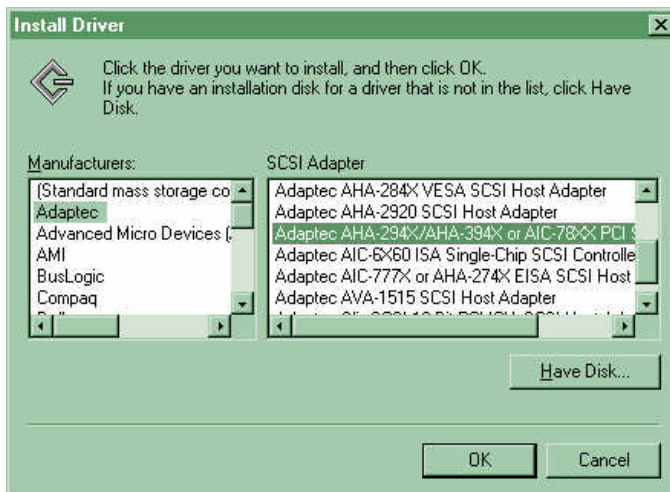 Install Driver
Click the driver you want to install, and then click OK.
If you have an installation disk for a driver that is not in the list, click Have
Disk.
Manufacturers:
(Standard mass storage co
Adaptec
Advanced Micro Devices (
AMI
BusLogic
Compaq
SCSI Adapter
Adaptec AHA-284X VESA SCSI Host Adapter
Adaptec AHA-2920 SCSI Host Adapter
Adaptec AHA-294X/AHA-394X or AIC-78XX PCI S
Adaptec AIC-6X60 ISA Single-Chip SCSI Controlle
Adaptec AIC-777X or AHA-274X EISA SCSI Host
Adaptec AVA-1515 SCSI Host Adapter
Have Disk...
OK
Cancel